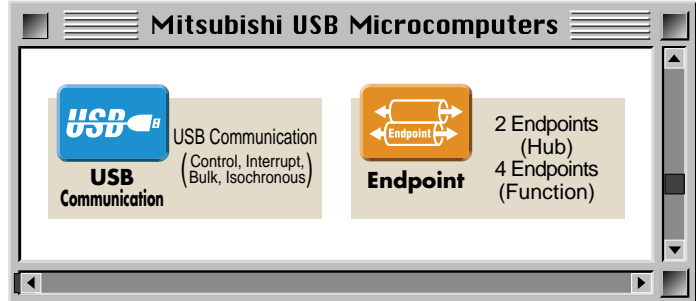 Mitsubishi USB Microcomputers
USB
USB
Communication
USB Communication
(Control, Interrupt,
Bulk, Isochronous)
Endpoint
Endpoint
2 Endpoints
(Hub)
4 Endpoints
(Function)